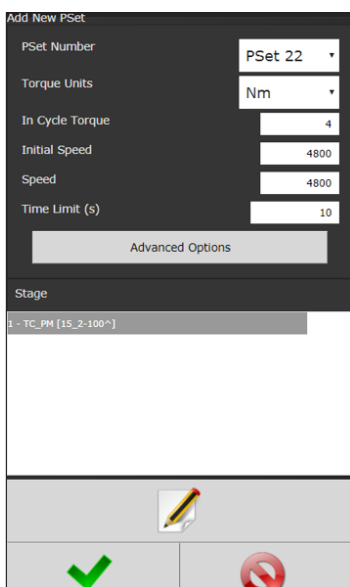 Add New PSet
PSet Number PSet 22
Torque Units Nm
In Cycle Torque 4
Initial Speed 4800
Speed 4800
Time Limit (s) 10
Advanced Options
Stage
1 - TC_PM [15_2-100^]